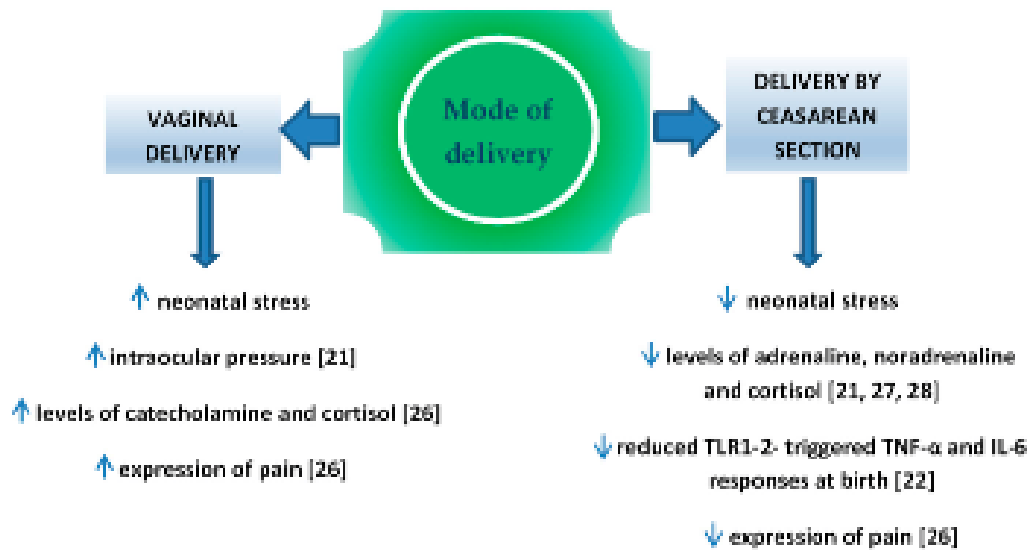 Mode of
delivery
VAGINAL
DELIVERY
↑ neonatal stress
↑ intraocular pressure [21]
↑ levels of catecholamine and cortisol [26]
↑ expression of pain [26]
DELIVERY BY
CEASAREAN
SECTION
↓ neonatal stress
↓ levels of adrenaline, noradrenaline
and cortisol [21, 27, 28]
↓ reduced TLR1-2- triggered TNF-α and IL-6
responses at birth [22]
↓ expression of pain [26]